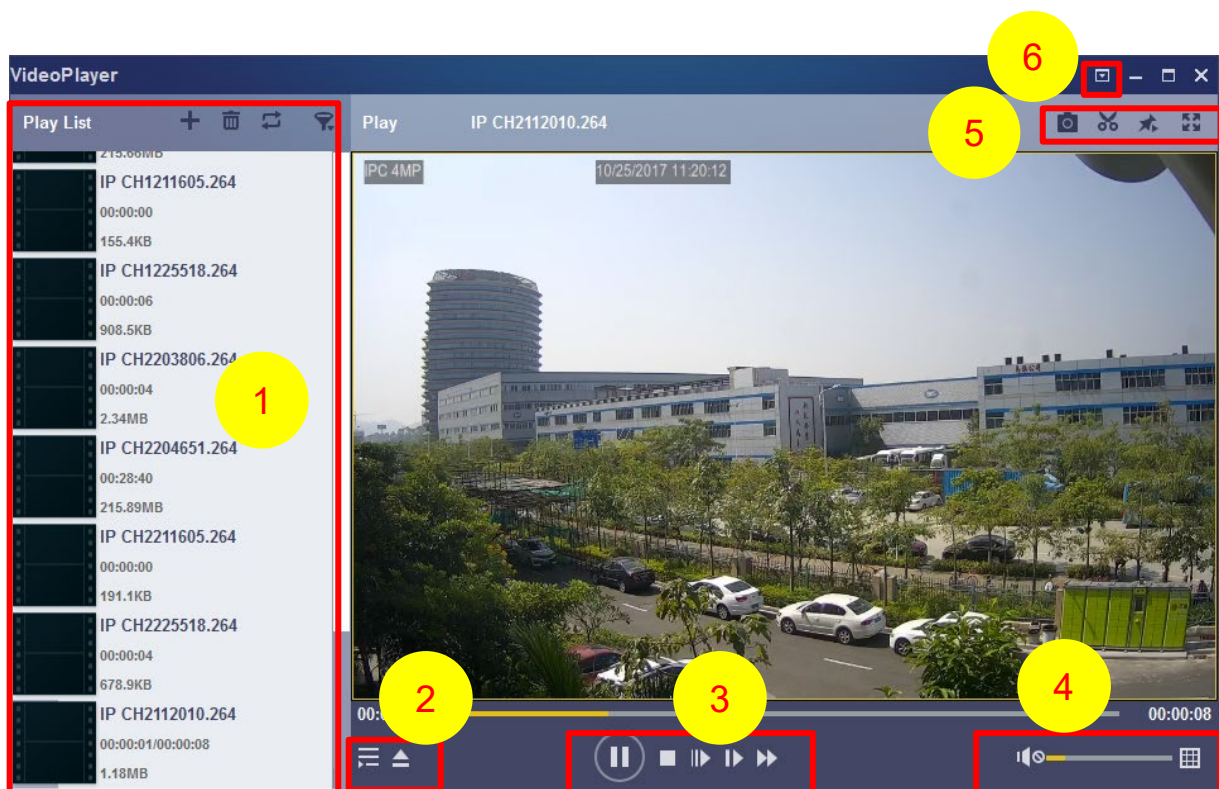 6
VideoPlayer
Play List
Play IP CH2112010.264
5
215.66MB
IP CH1211605.264
00:00:00
155.4KB
IP CH1225518.264
00:00:06
908.5KB
IP CH2203806.264
00:00:04
2.34MB
1
IP CH2204651.264
00:28:40
215.89MB
IP CH2211605.264
00:00:00
191.1KB
IP CH2225518.264
00:00:04
678.9KB
IP CH2112010.264
00:00:01/00:00:08
1.18MB
IPC 4MP 10/25/2017 11:20:12
2
3
4
00:00:08